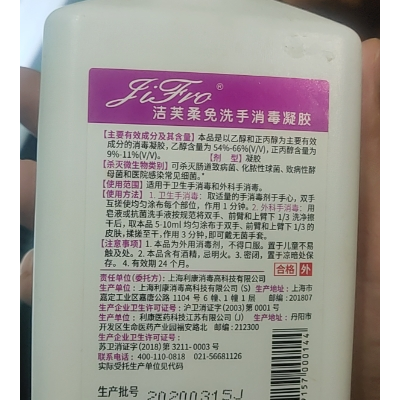 JiFro®
洁芙柔免洗手消毒凝胶
【主要有效成分及其含量】本品是以乙醇和正丙醇为主要有效
成分的消毒凝胶，乙醇含量为 54%-66%(V/V)，正丙醇含量为
9%-11%(V/V)。 【剂 型】凝胶
【杀灭微生物类别】可杀灭肠道致病菌、化脓性球菌、致病性酵
母菌和医院感染常见细菌。
【使用范围】适用于卫生手消毒和外科手消毒。
【使用方法】1. 卫生手消毒：取适量的手消毒剂于手心，双手
互搓使均匀涂布每个部位，作用 1 分钟。2. 外科手消毒：用
皂液或抗菌洗手液按规范将双手、前臂和上臂下 1/3 洗净擦
干后，取本品 5-10ml 均匀涂布于双手、前臂和上臂下 1/3 的
皮肤，揉搓至干，作用 3 分钟，即可戴无菌手套。
【注意事项】1. 本品为外用消毒剂，不得口服。置于儿童不易
触及处。2. 本品含有酒精，忌明火。3. 密闭，置于凉暗处保
存。4. 有效期 24 个月。
合格 外
责任单位（委托方）：上海利康消毒高科技有限公司
生产单位：上海利康消毒高科技有限公司（S） 生产地址：上海市
嘉定工业区嘉唐公路 1104 号 6 幢、1 幢 1 层 邮编：201807
生产企业卫生许可证号：沪卫消证字（2003）第 0004 号
生产单位：利康医药科技江苏有限公司（J） 生产地址：丹阳市
开发区生命医药产业园福安路北 邮编：212300
生产企业卫生许可证号：
苏卫消证字（2018）第 3211-0003 号
联系电话：400-110-0818 021-56681126
实际受托生产单位见代码
生产批号 20200315J
9157000144